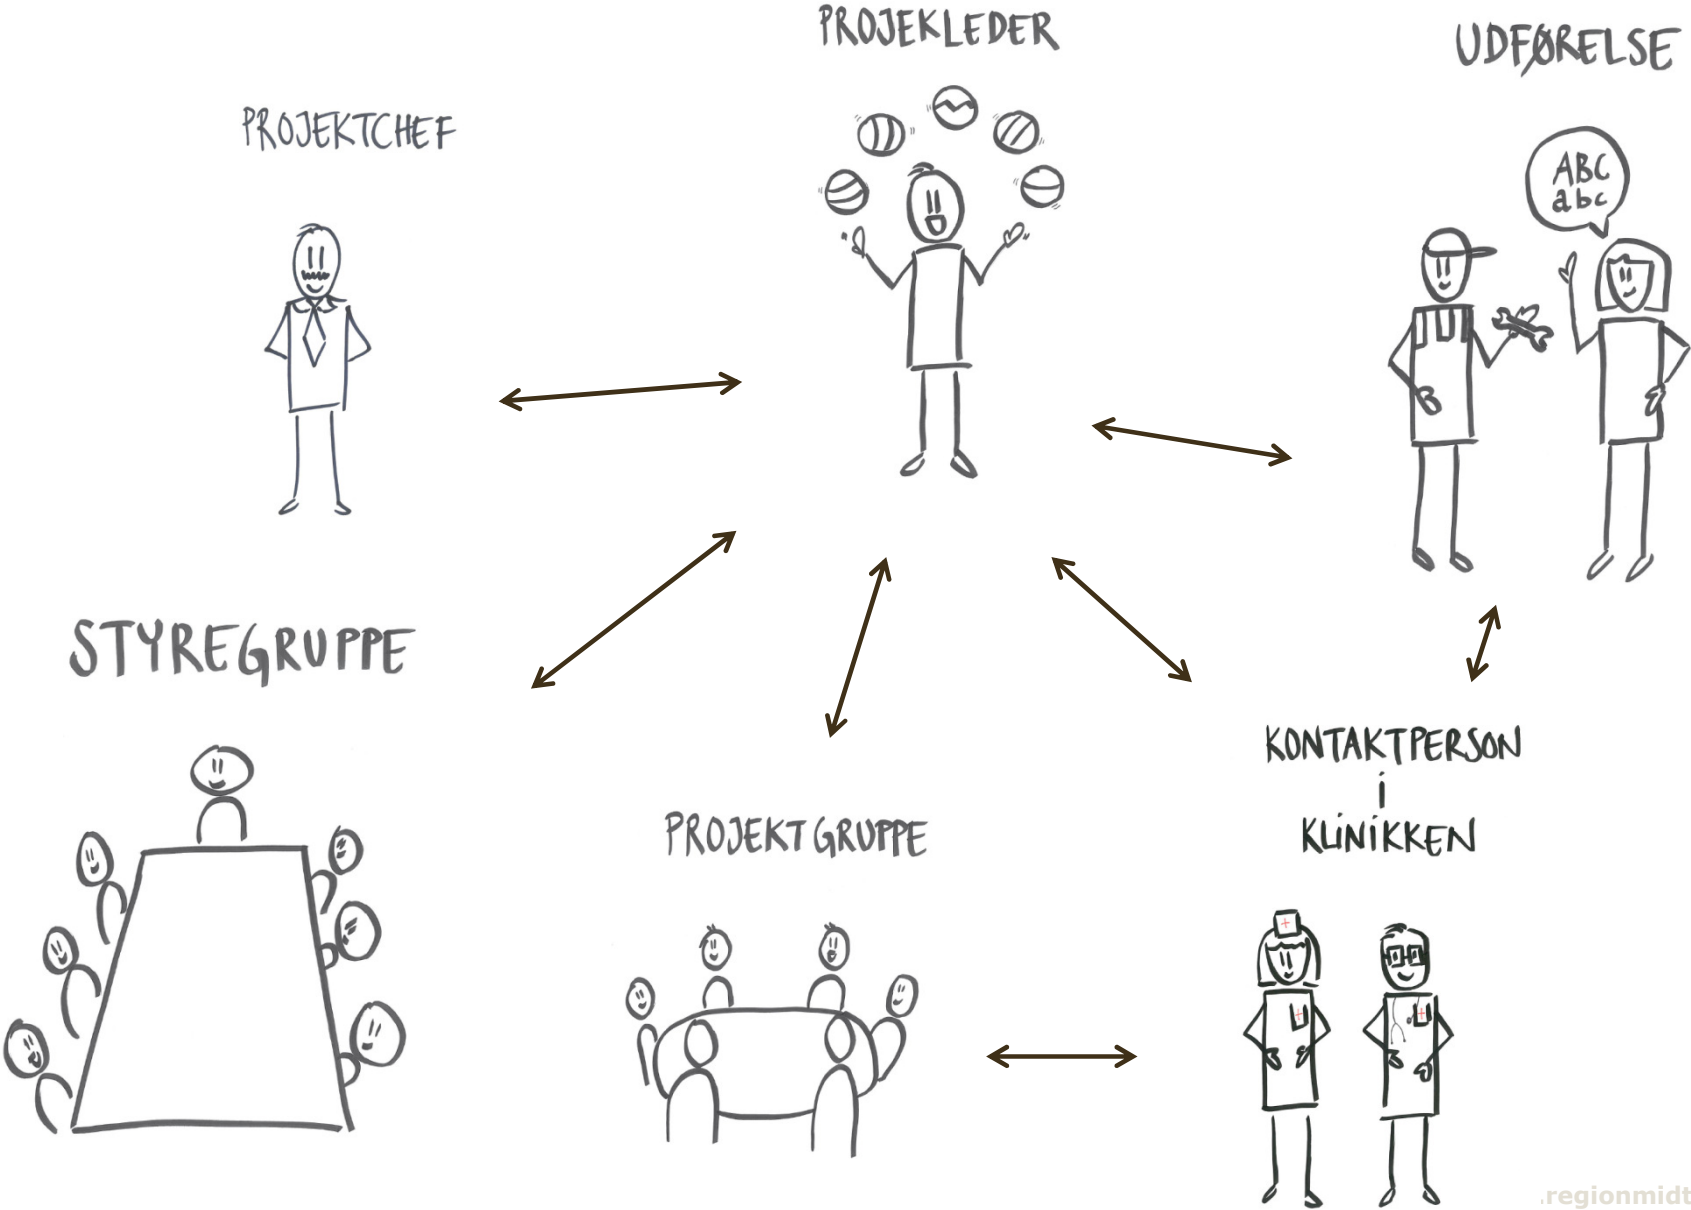 PROJEKLEDER
UDFØRELSE
PROJEKTCHEF
ABC
abc
STYREGRUPPE
KONTAKTPERSON
i
KLiNiKKEN
PROJEKTGRUPPE
.regionmidt